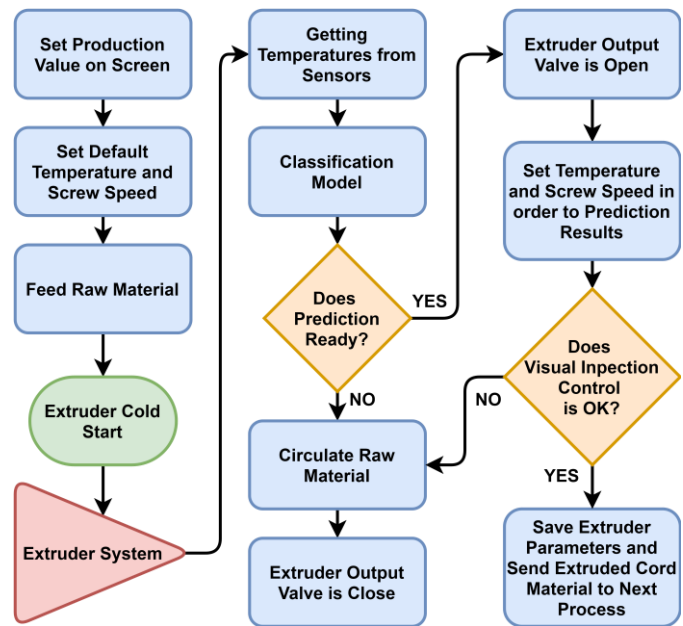 Set Production
Value on Screen
Set Default
Temperature and
Screw Speed
Feed Raw Material
Extruder Cold
Start
Extruder System
Getting
Temperatures from
Sensors
Classification
Model
Does
Prediction
Ready?
YES
NO
Circulate Raw
Material
Extruder Output
Valve is Close
Extruder Output
Valve is Open
Set Temperature
and Screw Speed in
order to Prediction
Results
Does
Visual Inpection
Control
is OK?
NO
YES
Save Extruder
Parameters and
Send Extruded Cord
Material to Next
Process